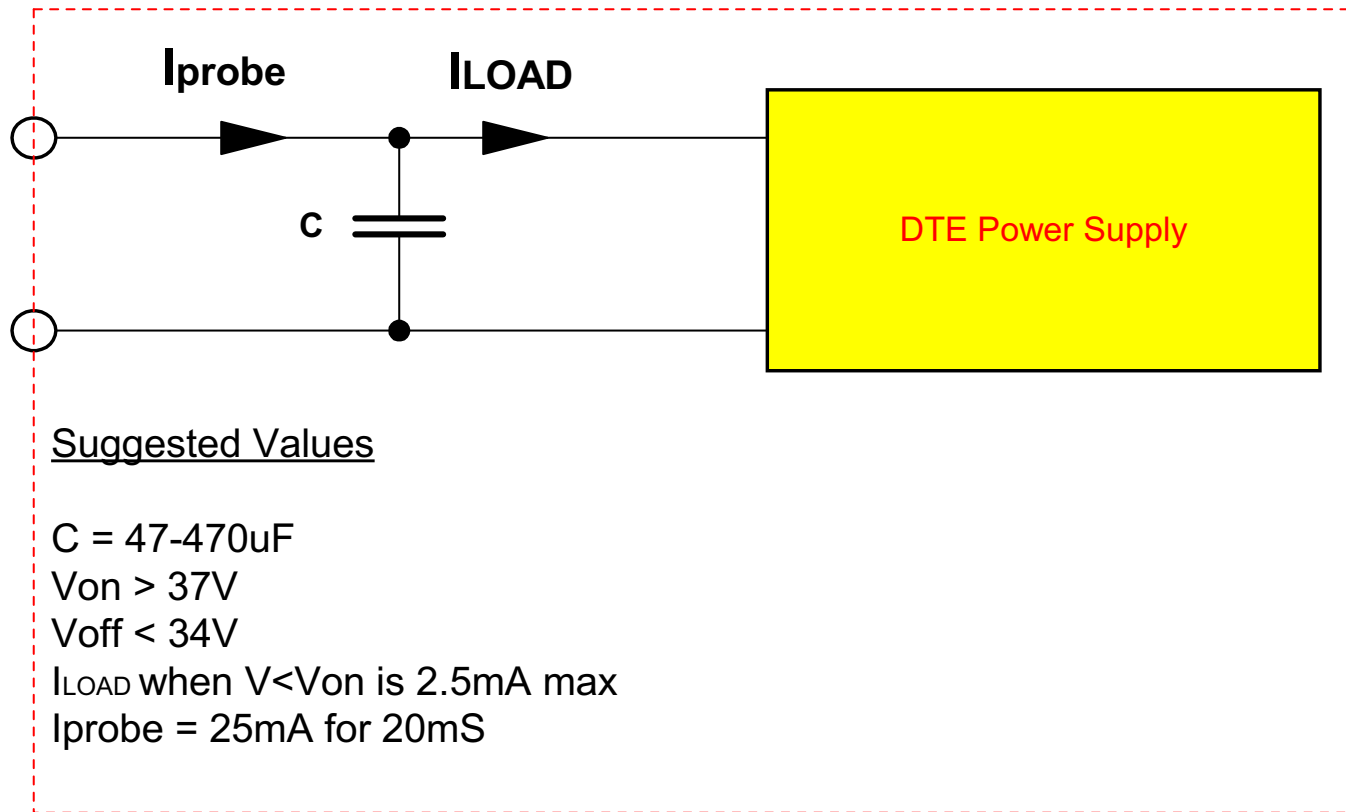 Iprobe
ILOAD
C
DTE Power Supply
Suggested Values
C = 47-470uF
Von > 37V
Voff < 34V
ILOAD when V<Von is 2.5mA max
Iprobe = 25mA for 20mS